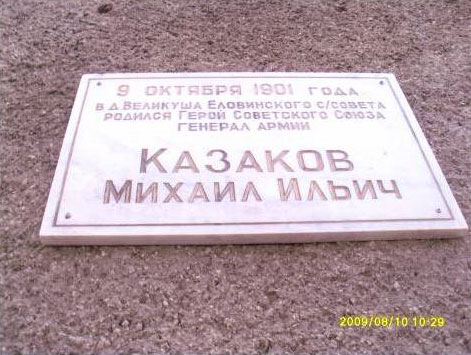 9 ОКТЯБРЯ 1901 ГОДА
В Д. ВЕЛИКУША ЕЛОВИНСКОГО С/СОВЕТА
РОДИЛСЯ ГЕРОЙ СОВЕТСКОГО СОЮЗА
ГЕНЕРАЛ АРМИИ
КАЗАКОВ
МИХАИЛ ИЛЬИЧ
2009/08/10 10:29